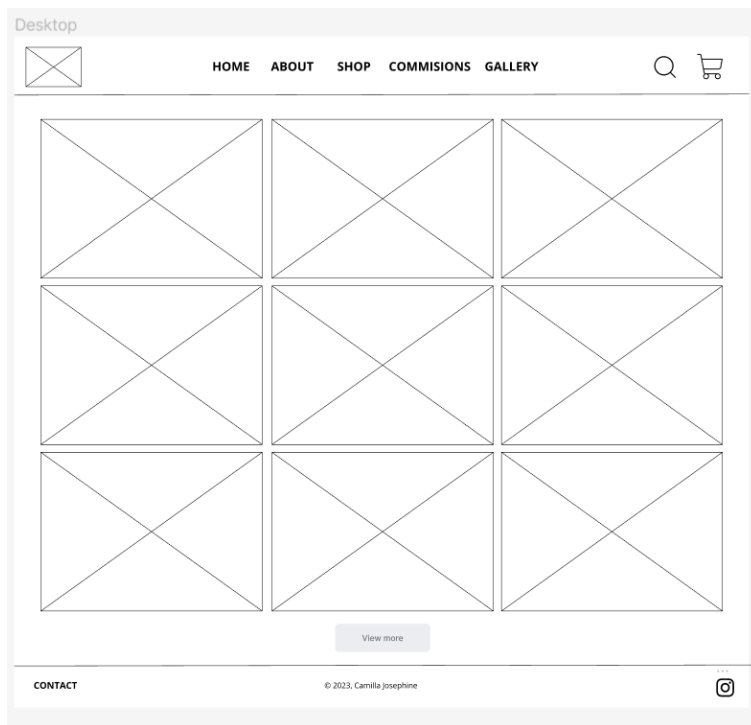 Desktop
HOME ABOUT SHOP COMMISIONS GALLERY
View more
CONTACT © 2023, Camilla Josephine